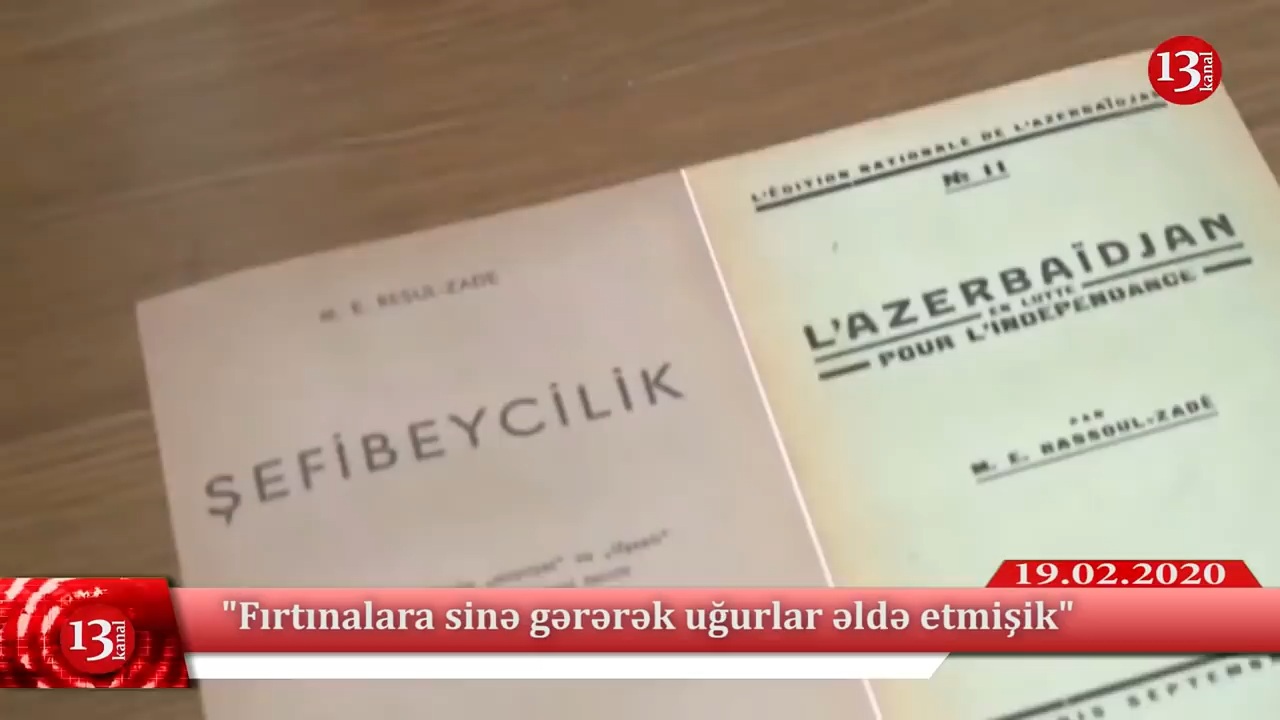 13 kanal
L'ÉDITION NATIONALE DE L'AZERBAÏDJAN
№ 11
L'AZERBAÏDJAN
EN LUTTE
POUR L'INDÉPENDANCE
PAR
M. E. RASSOUL-ZADÉ
M. E. RESUL-ZADE
ŞEFİBEYCİLİK
19.02.2020
"Fırtınalara sinə gərərək uğurlar əldə etmişik"
13 kanal